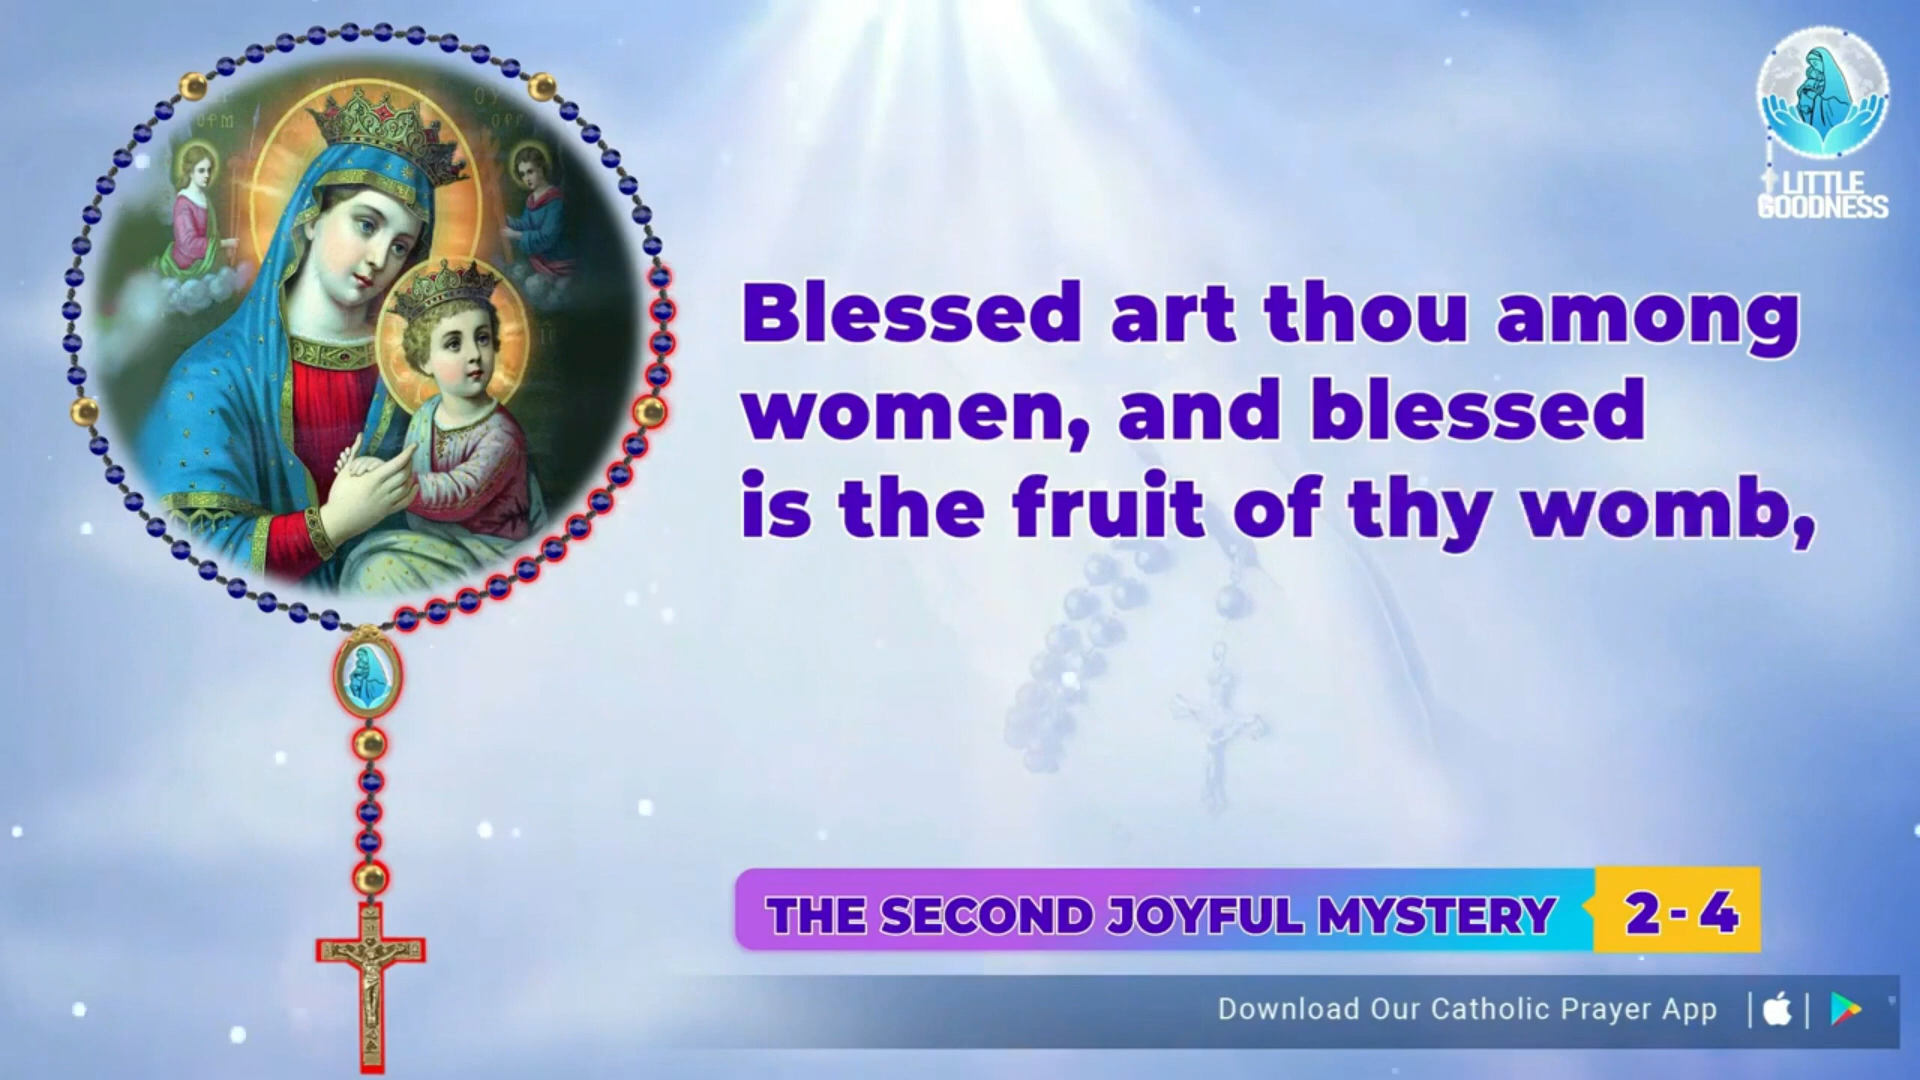 LITTLE
GOODNESS
Blessed art thou among
women, and blessed
is the fruit of thy womb,
THE SECOND JOYFUL MYSTERY 2-4
Download Our Catholic Prayer App